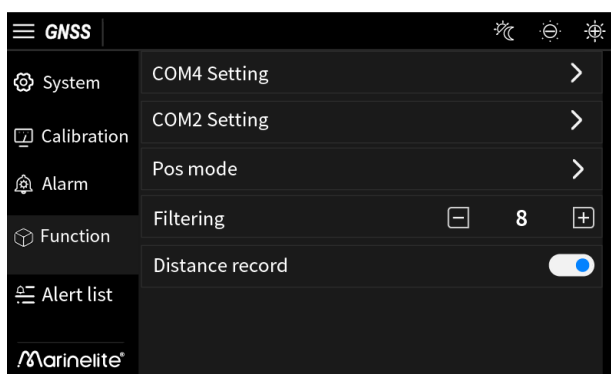 GNSS
System
Calibration
Alarm
Function
Alert list
Marinelite®
COM4 Setting
COM2 Setting
Pos mode
Filtering 8
Distance record